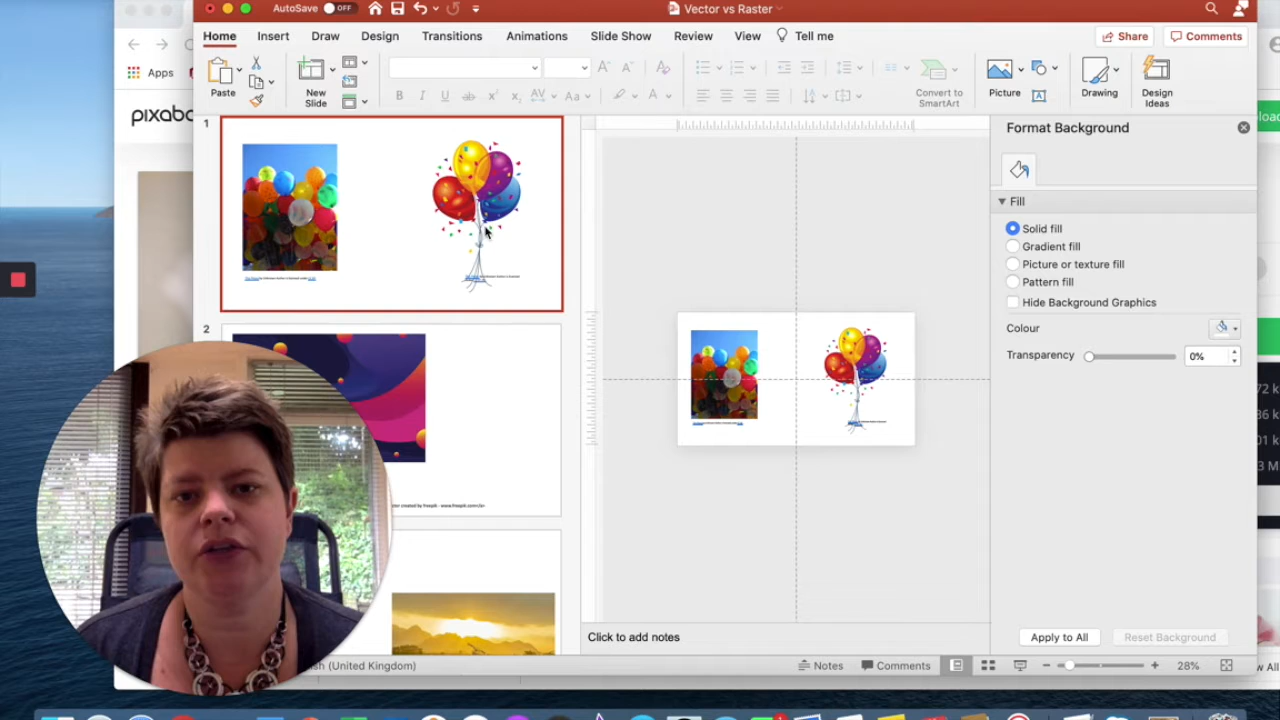 AutoSave OFF
Vector vs Raster
Home Insert Draw Design Transitions Animations Slide Show Review View Tell me
Share Comments
Apps
Paste
New Slide
Convert to SmartArt
Picture
Drawing
Design Ideas
pixaba
1
2
Format Background
Fill
Solid fill
Gradient fill
Picture or texture fill
Pattern fill
Hide Background Graphics
Colour
Transparency 0%
Click to add notes
Apply to All Reset Background
(United Kingdom)
Notes Comments 28%